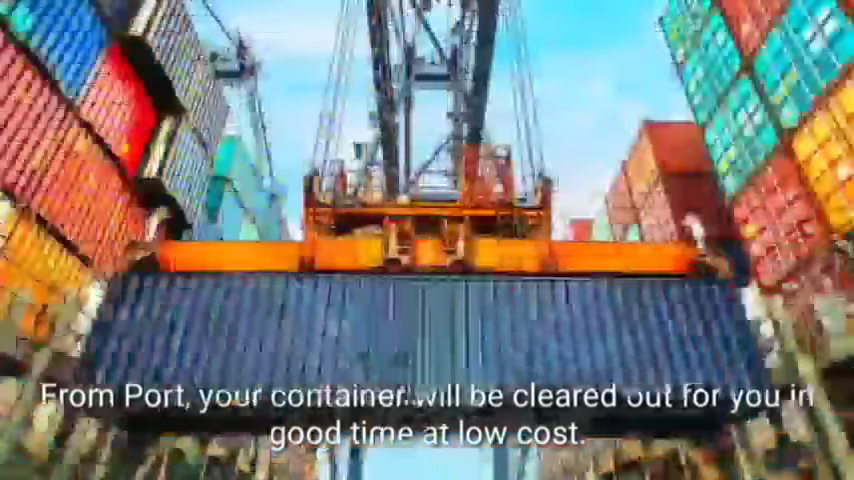 From Port, your container will be cleared out for you in
good time at low cost.